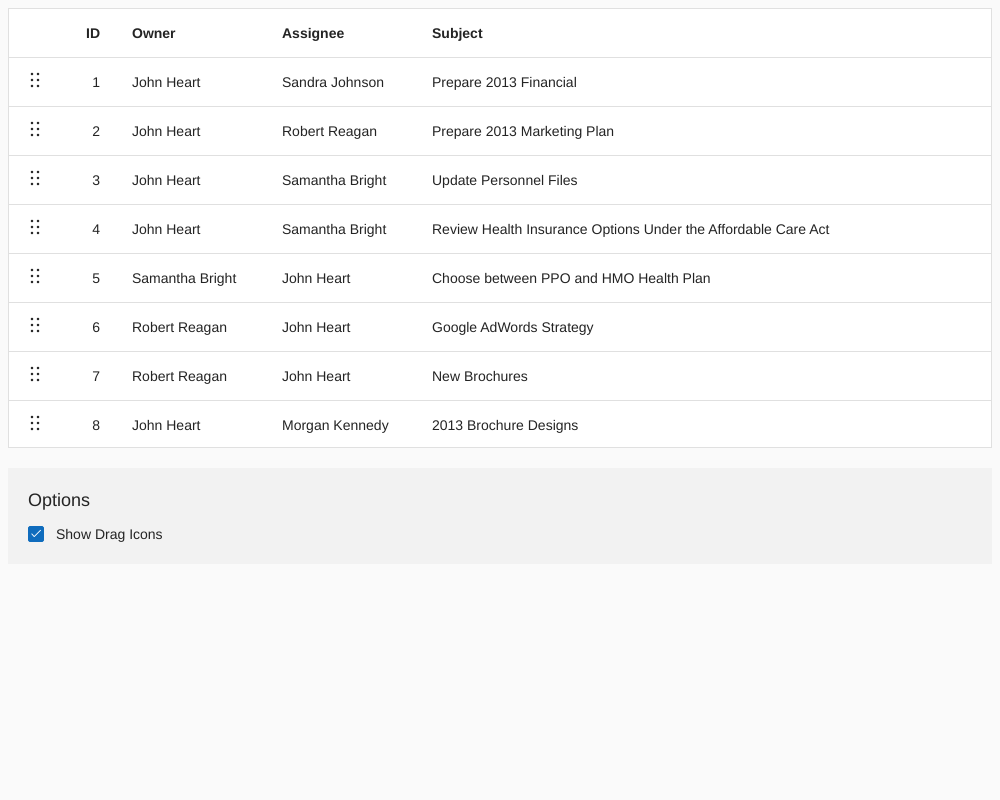 ID Owner Assignee Subject
1 John Heart Sandra Johnson Prepare 2013 Financial
2 John Heart Robert Reagan Prepare 2013 Marketing Plan
3 John Heart Samantha Bright Update Personnel Files
4 John Heart Samantha Bright Review Health Insurance Options Under the Affordable Care Act
5 Samantha Bright John Heart Choose between PPO and HMO Health Plan
6 Robert Reagan John Heart Google AdWords Strategy
7 Robert Reagan John Heart New Brochures
8 John Heart Morgan Kennedy 2013 Brochure Designs
Options
Show Drag Icons